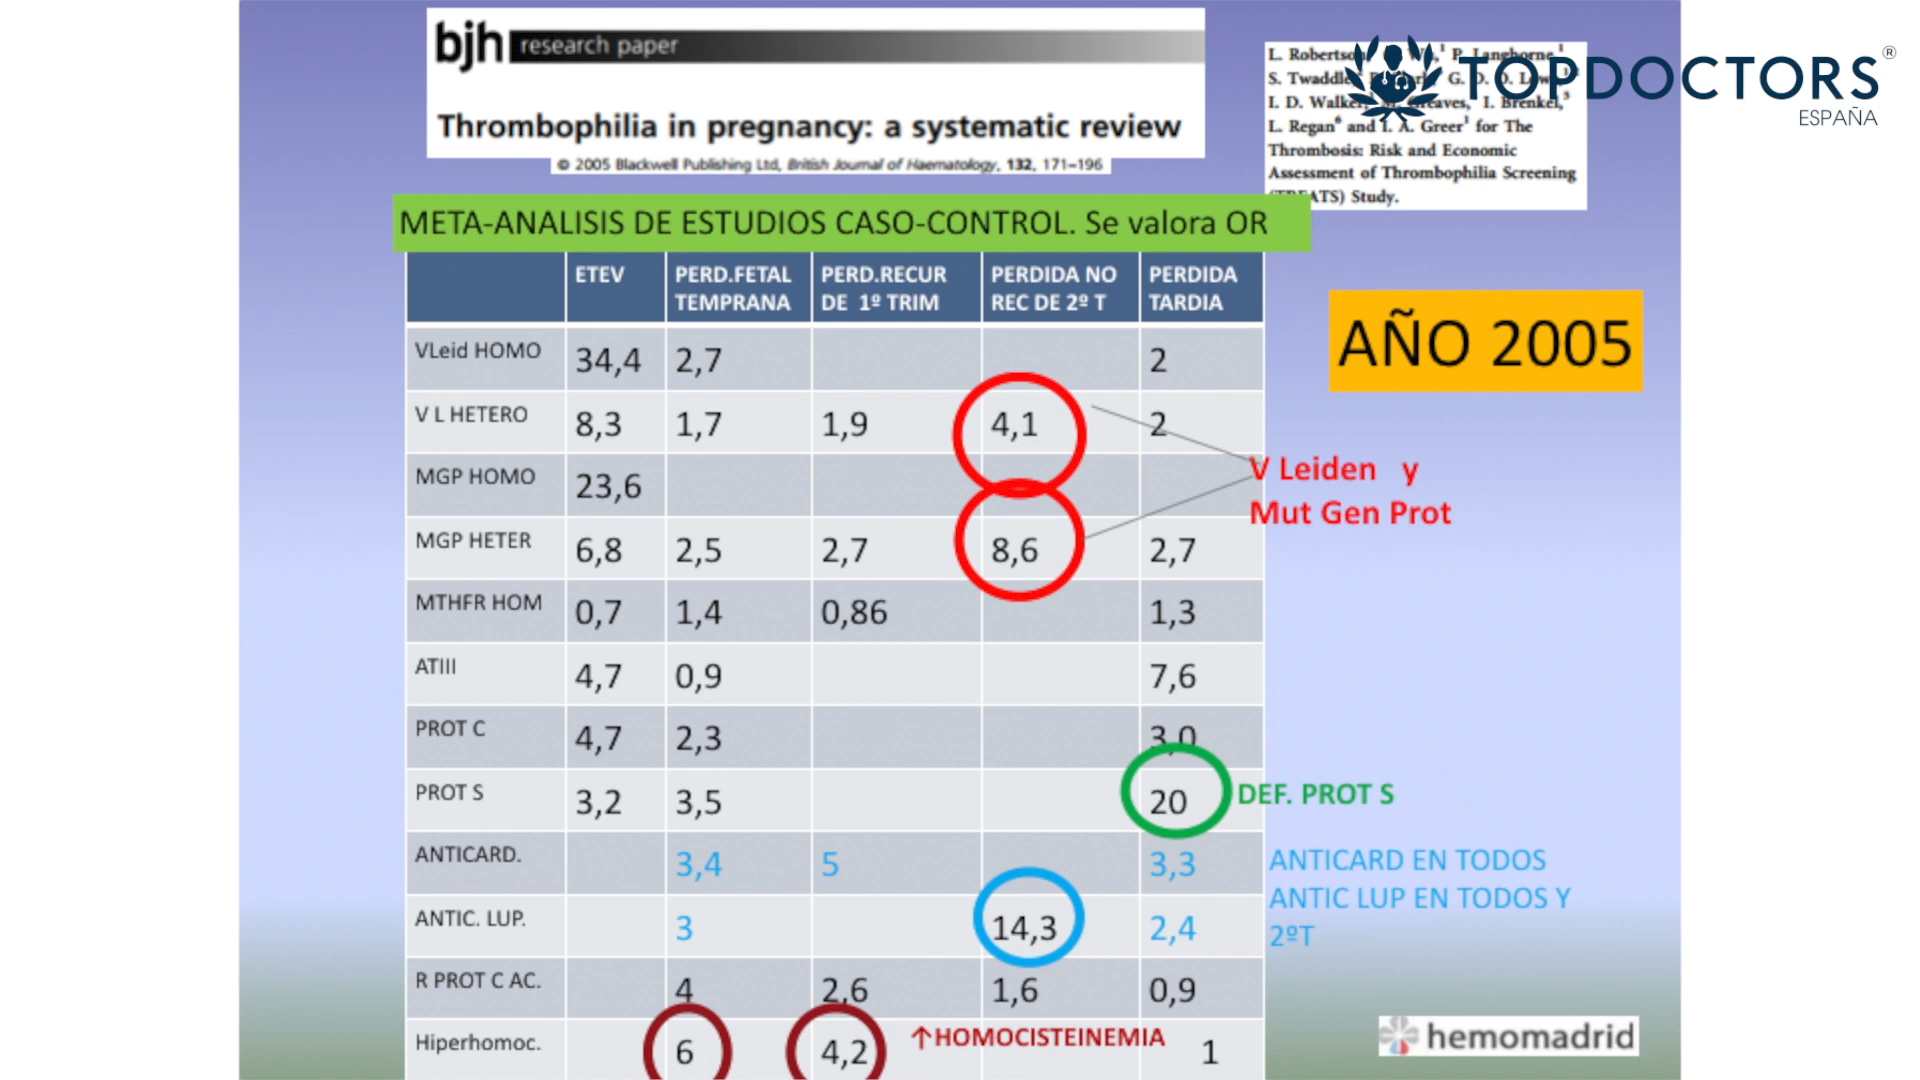 bjh research paper
Thrombophilia in pregnancy: a systematic review
© 2005 Blackwell Publishing Ltd, British Journal of Haematology, 132, 171–196
P. Langhorne,¹
G. D. O.
I. D. Walker, I. Brenkel,⁵
L. Regan⁶ and I. A. Greer¹ for The
Thrombosis: Risk and Economic
Assessment of Thrombophilia Screening
Study.
TOPDOCTORS®
ESPAÑA
META-ANALISIS DE ESTUDIOS CASO-CONTROL. Se valora OR
ETEV PERD.FETAL TEMPRANA PERD.RECUR DE 1º TRIM PERDIDA NO REC DE 2º T PERDIDA TARDIA
VLeid HOMO 34,4 2,7 2
V L HETERO 8,3 1,7 1,9 4,1 2
MGP HOMO 23,6
MGP HETER 6,8 2,5 2,7 8,6 2,7
MTHFR HOM 0,7 1,4 0,86 1,3
ATIII 4,7 0,9 7,6
PROT C 4,7 2,3 3,0
PROT S 3,2 3,5 20
ANTICARD. 3,4 5 3,3
ANTIC. LUP. 3 14,3 2,4
R PROT C AC. 4 2,6 1,6 0,9
Hiperhomoc. 6 4,2 ↑HOMOCISTEINEMIA 1
AÑO 2005
V Leiden y
Mut Gen Prot
DEF. PROT S
ANTICARD EN TODOS
ANTIC LUP EN TODOS Y
2ºT
hemomadrid